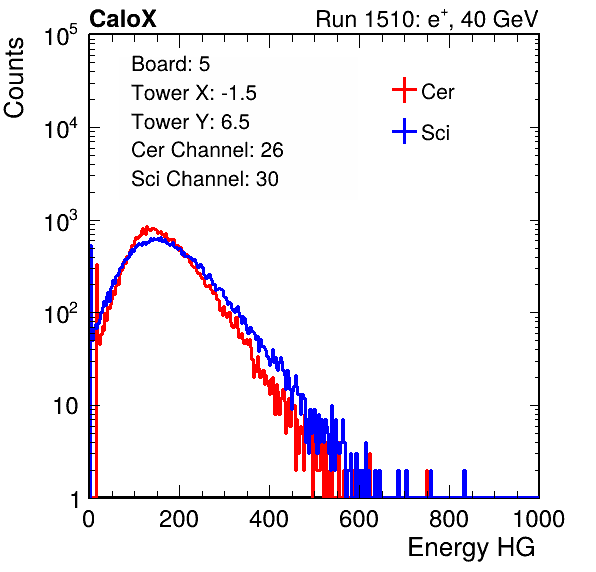 CaloX Run 1510: e⁺, 40 GeV
Counts
Board: 5
Tower X: -1.5
Tower Y: 6.5
Cer Channel: 26
Sci Channel: 30
Cer
Sci
10⁵
10⁴
10³
10²
10
1
0 200 400 600 800 1000
Energy HG